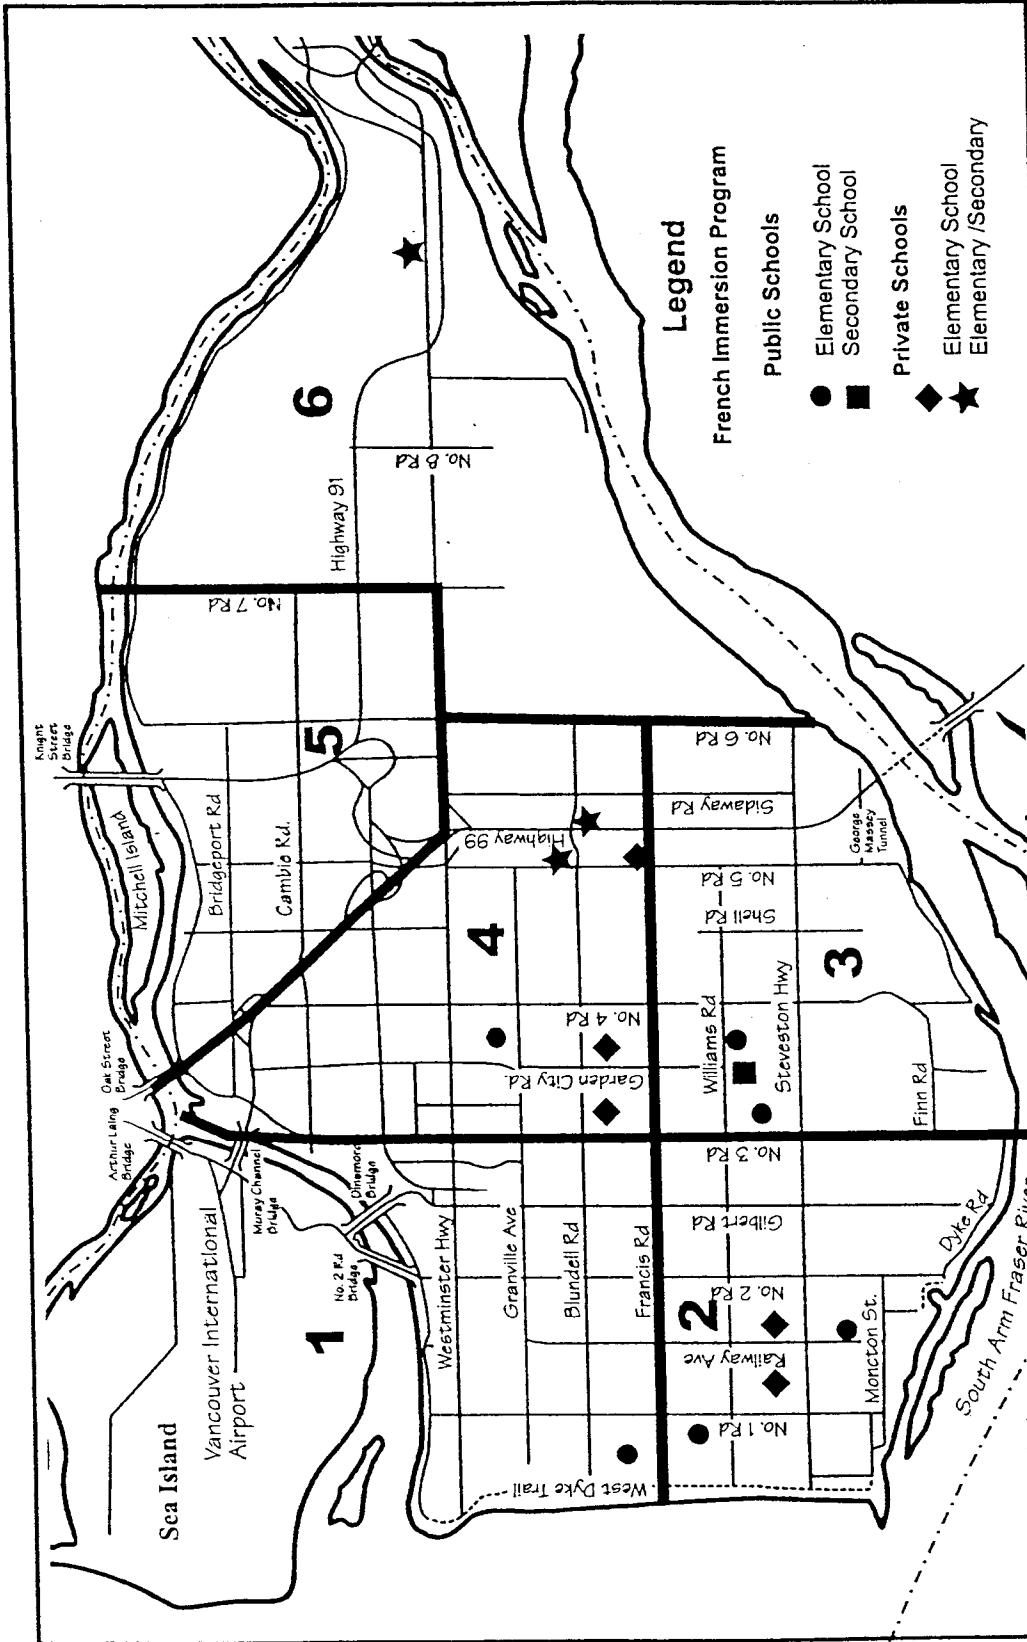 Legend
French Immersion Program
Public Schools
Elementary School
Secondary School
Private Schools
Elementary School
Elementary /Secondary
Knight
Street
Bridge
Mitchell Island
Oak Street
Bridge
Arthur Laing
Bridge
Bridgeport Rd
No. 7 Rd
Cambie Rd.
Highway 91
No. 8 Rd
6
5
Sea Island
Vancouver International
Airport
Muray Channel
Bridge
Dinsmore
Bridge
No. 2 Rd
Bridge
1
Westminster Hwy
Granville Ave
Blundell Rd
Francis Rd
4
Highway 99
No. 4 Rd
Garden City Rd.
No. 6 Rd
Sidaway Rd
No. 5 Rd
Shell Rd
George
Massey
Tunnel
3
Williams Rd
Steveston Hwy
Finn Rd
No. 3 Rd
Gilbert Rd
No. 2 Rd
2
Railway Ave
No. 1 Rd
West Dyke Trail
Moncton St.
Dyke Rd
South Arm Fraser River